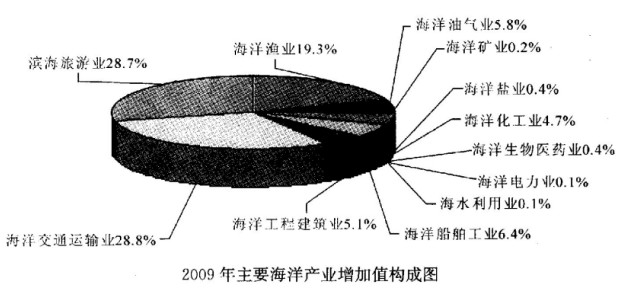 海洋油气业5.8%
海洋渔业19.3%
海洋矿业0.2%
滨海旅游业28.7%
海洋盐业0.4%
海洋化工业4.7%
海洋生物医药业0.4%
海洋电力业0.1%
海水利用业0.1%
海洋工程建筑业5.1%
海洋交通运输业28.8%
海洋船舶工业6.4%
2009年主要海洋产业增加值构成图